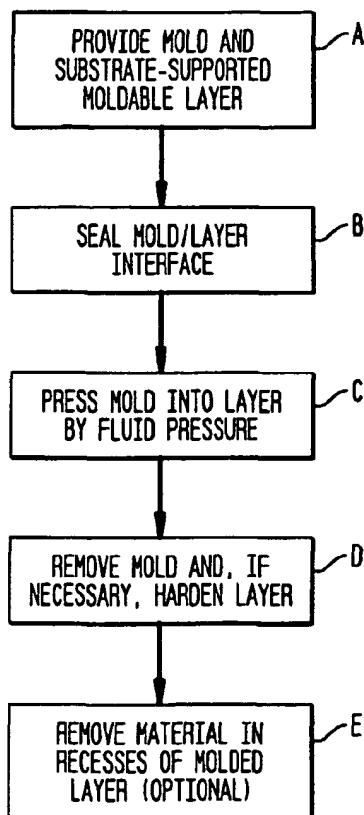 PROVIDE MOLD AND
SUBSTRATE-SUPPORTED
MOLDABLE LAYER
A
SEAL MOLD/LAYER
INTERFACE
B
PRESS MOLD INTO LAYER
BY FLUID PRESSURE
C
REMOVE MOLD AND, IF
NECESSARY, HARDEN LAYER
D
REMOVE MATERIAL IN
RECESSES OF MOLDED
LAYER (OPTIONAL)
E